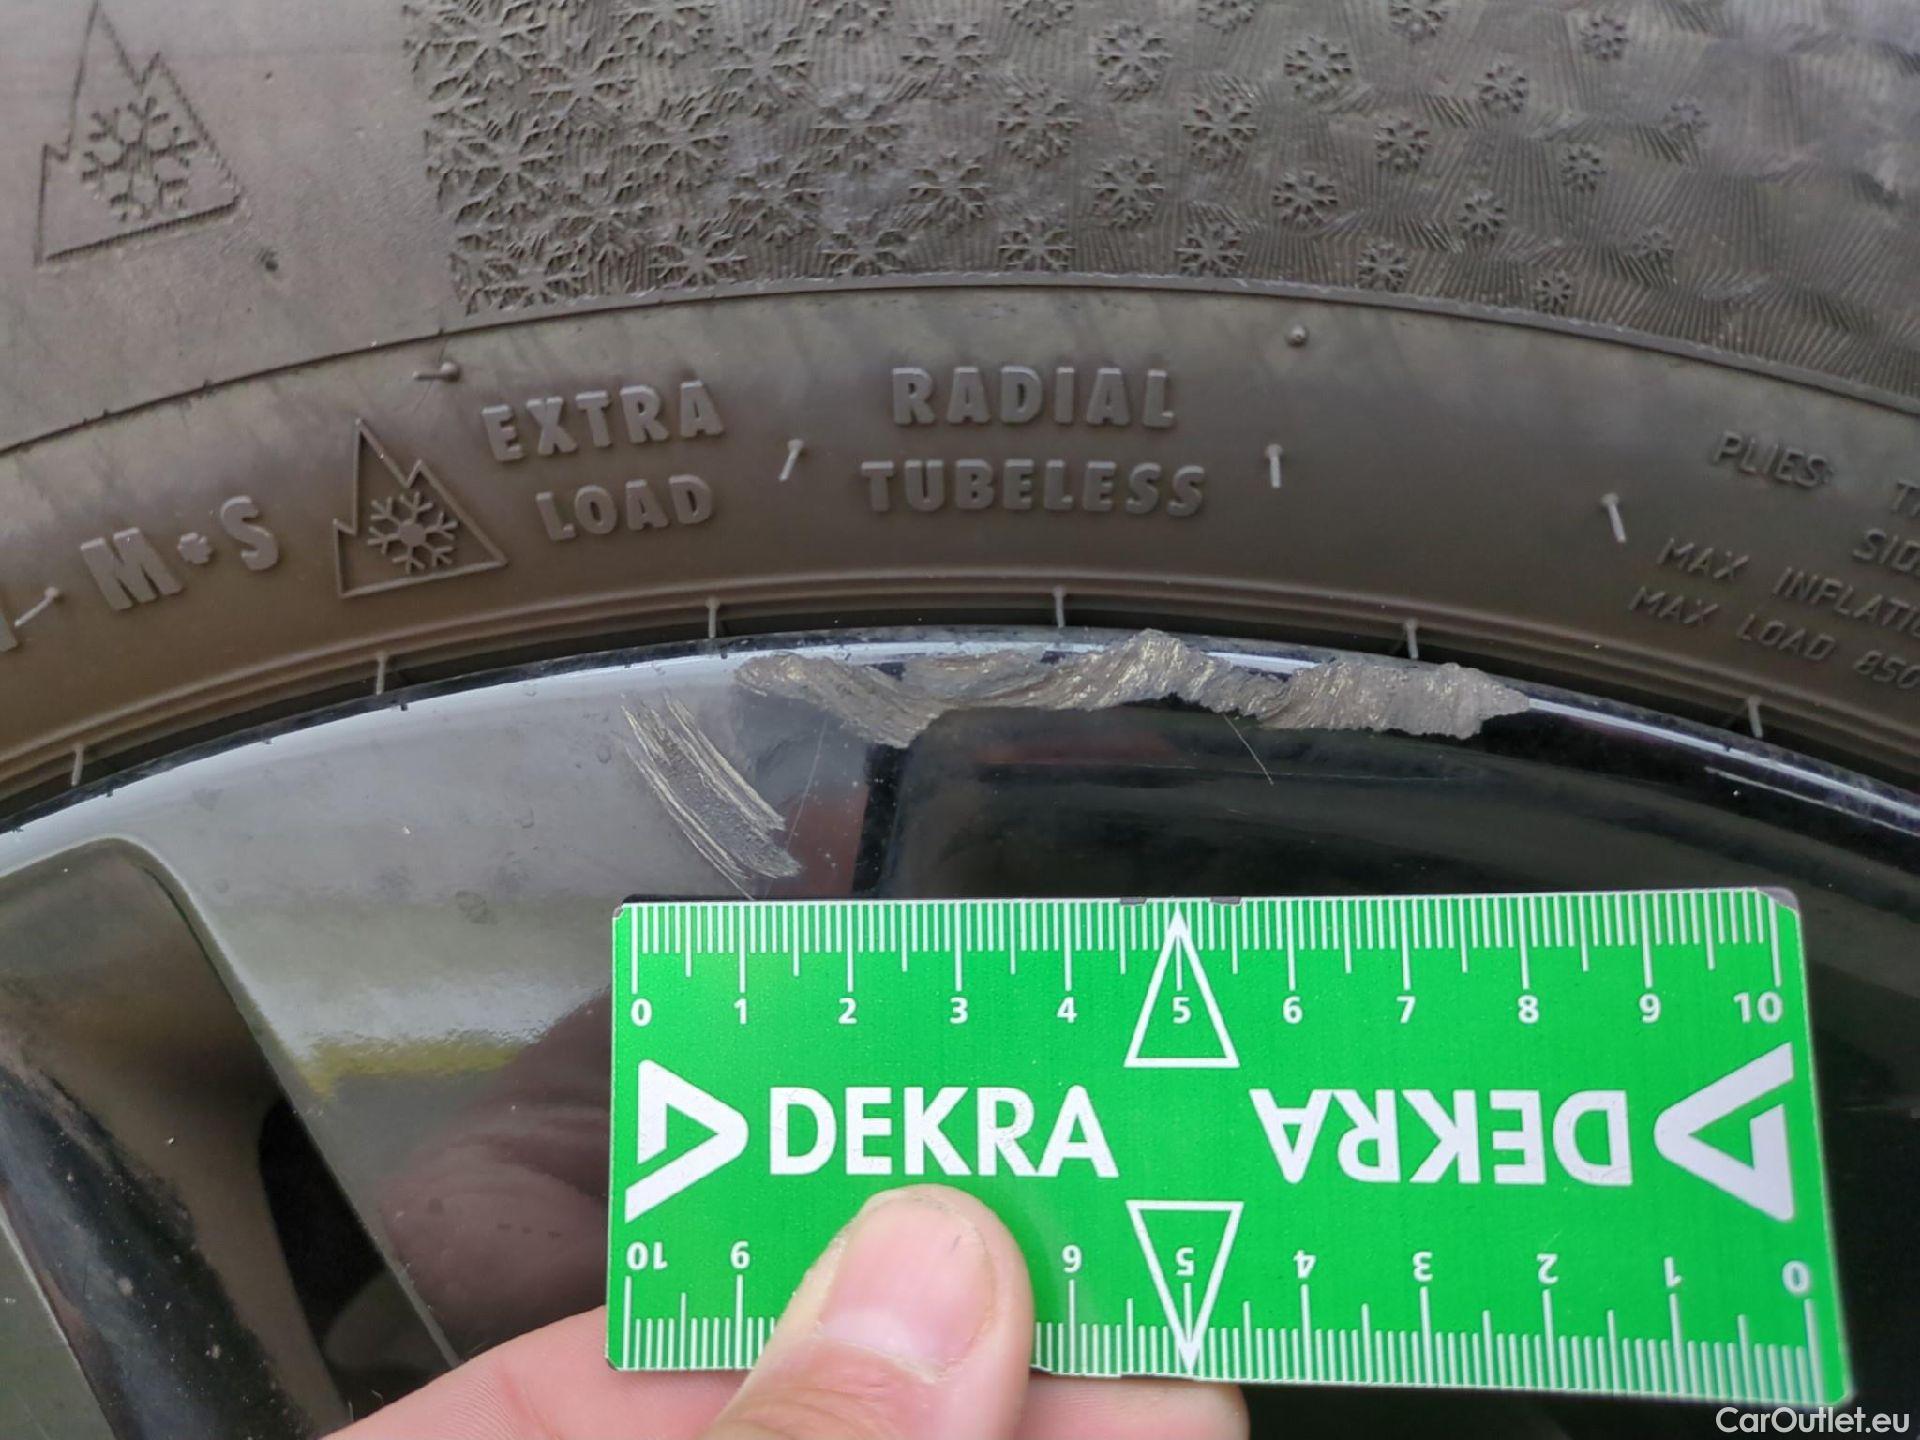 M+S
EXTRA
LOAD
RADIAL
TUBELESS
PLIES:
MAX INFLATIO
MAX LOAD 850
0 1 2 3 4 5 6 7 8 9 10
DEKRA DEKRA
10 9 6 5 4 3 2 1 0
CarOutlet.eu